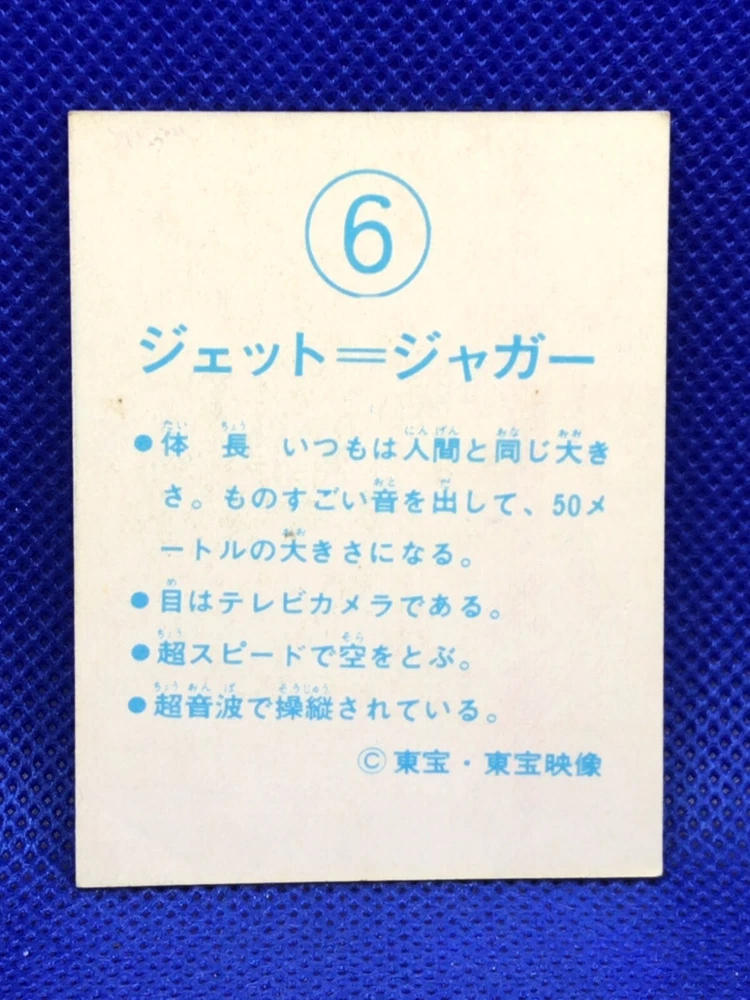 ⑥
ジェット＝ジャガー
●体長 いつもは人間と同じ大き
さ。ものすごい音を出して、50メ
ートルの大きさになる。
●目はテレビカメラである。
●超スピードで空をとぶ。
●超音波で操縦されている。
©東宝・東宝映像